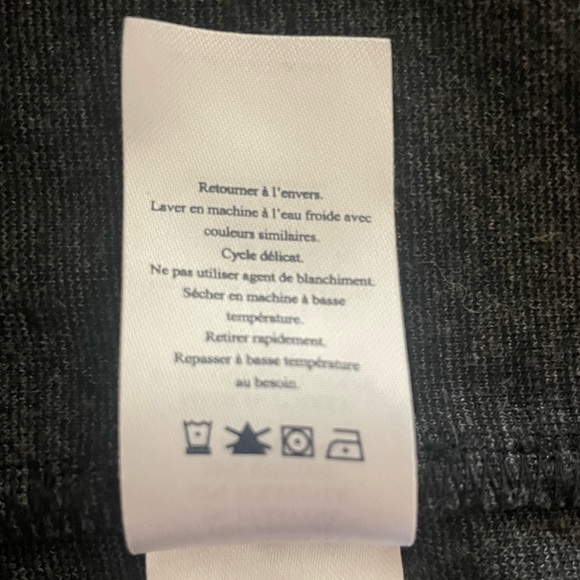 Retourner à l'envers.
Laver en machine à l'eau froide avec
couleurs similaires.
Cycle délicat.
Ne pas utiliser agent de blanchiment.
Sécher en machine à basse
température.
Retirer rapidement.
Repasser à basse température
au besoin.